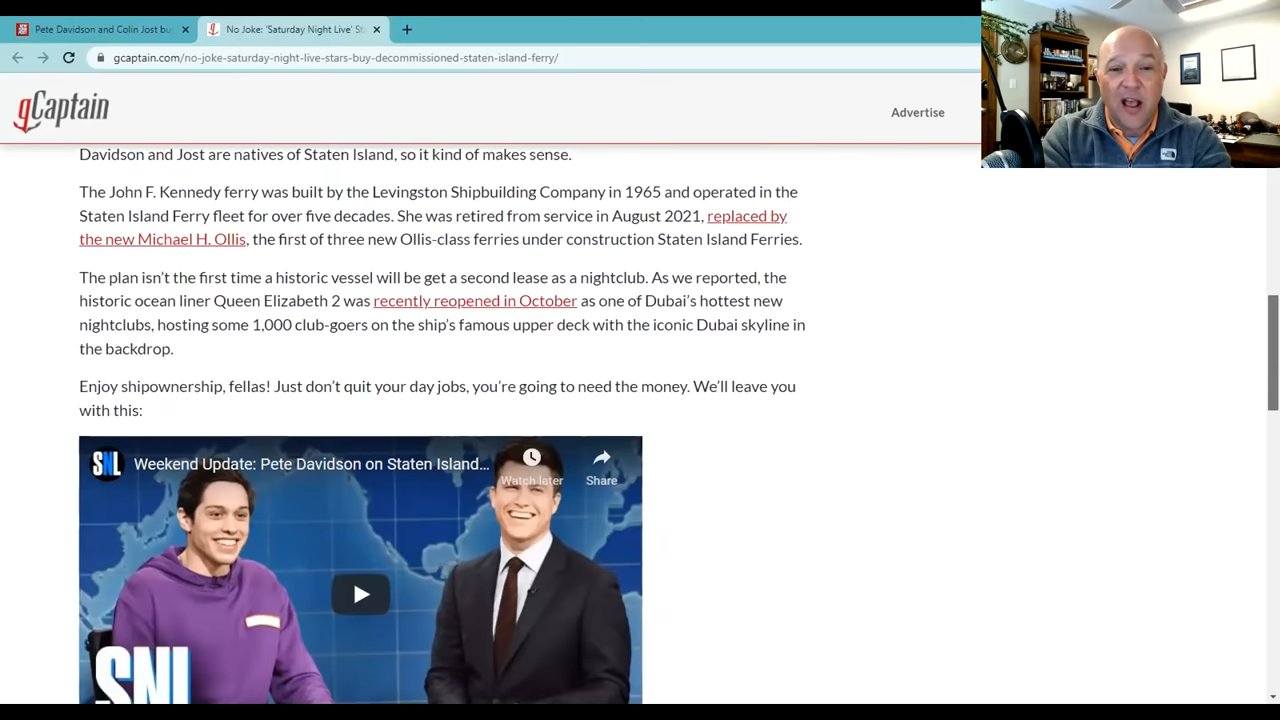 Pete Davidson and Colin Jost bu
No Joke: 'Saturday Night Live' St
gcaptain.com/no-joke-saturday-night-live-stars-buy-decommissioned-staten-island-ferry/
gCaptain
Advertise
Davidson and Jost are natives of Staten Island, so it kind of makes sense.
The John F. Kennedy ferry was built by the Levingston Shipbuilding Company in 1965 and operated in the
Staten Island Ferry fleet for over five decades. She was retired from service in August 2021, replaced by
the new Michael H. Ollis, the first of three new Ollis-class ferries under construction Staten Island Ferries.
The plan isn't the first time a historic vessel will be get a second lease as a nightclub. As we reported, the
historic ocean liner Queen Elizabeth 2 was recently reopened in October as one of Dubai's hottest new
nightclubs, hosting some 1,000 club-goers on the ship's famous upper deck with the iconic Dubai skyline in
the backdrop.
Enjoy shipownership, fellas! Just don't quit your day jobs, you're going to need the money. We'll leave you
with this:
SNL Weekend Update: Pete Davidson on Staten Island...
Watch later
Share
SNL